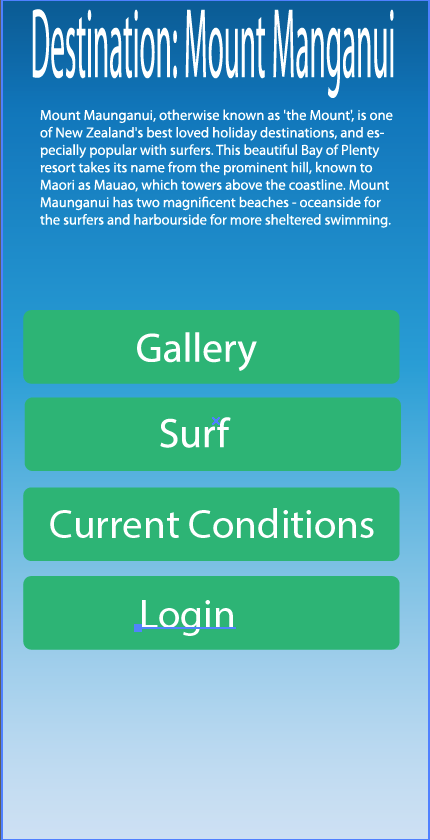 Destination: Mount Manganui
Mount Maunganui, otherwise known as 'the Mount', is one
of New Zealand's best loved holiday destinations, and es-
pecially popular with surfers. This beautiful Bay of Plenty
resort takes its name from the prominent hill, known to
Maori as Mauao, which towers above the coastline. Mount
Maunganui has two magnificent beaches - oceanside for
the surfers and harbourside for more sheltered swimming.
Gallery
Surf
Current Conditions
Login